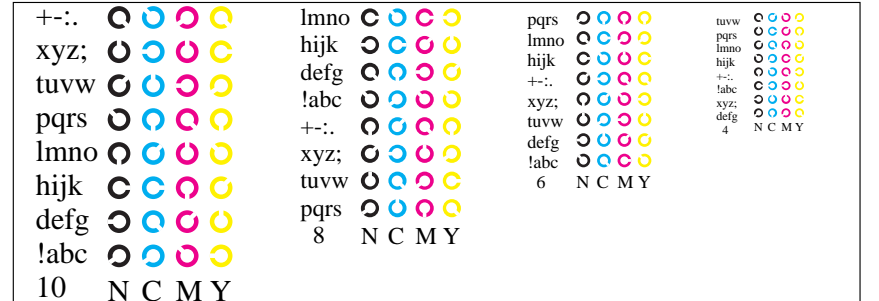 +-:.
xyz;
tuvw
pqrs
lmno
hijk
defg
!abc
10 N C M Y
lmno
hijk
defg
!abc
+-:.
xyz;
tuvw
pqrs
8 N C M Y
pqrs
lmno
hijk
+-:.
xyz;
tuvw
defg
!abc
6 N C M Y
tuvw
pqrs
lmno
hijk
+-:.
!abc
xyz;
defg
4 N C M Y